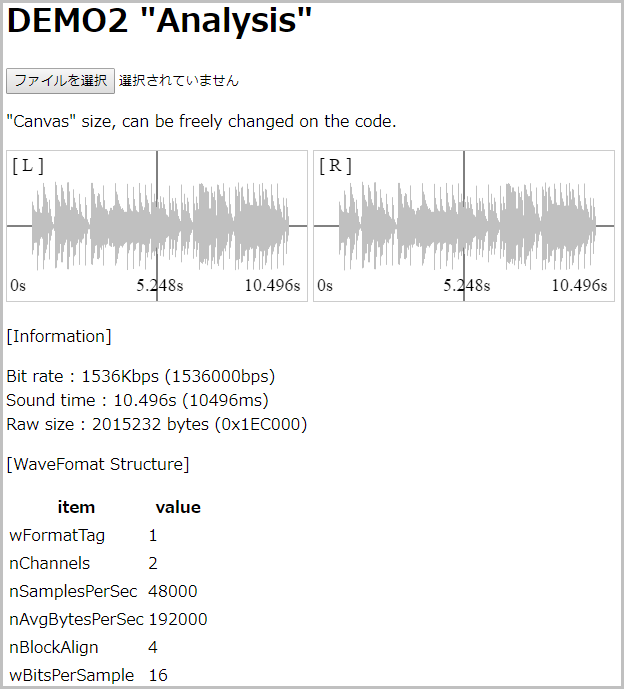 DEMO2 "Analysis"
ファイルを選択 選択されていません
"Canvas" size, can be freely changed on the code.
[ L ] [ R ]
0s 5.248s 10.496s 0s 5.248s 10.496s
[Information]
Bit rate : 1536Kbps (1536000bps)
Sound time : 10.496s (10496ms)
Raw size : 2015232 bytes (0x1EC000)
[WaveFomat Structure]
item value
wFormatTag 1
nChannels 2
nSamplesPerSec 48000
nAvgBytesPerSec 192000
nBlockAlign 4
wBitsPerSample 16